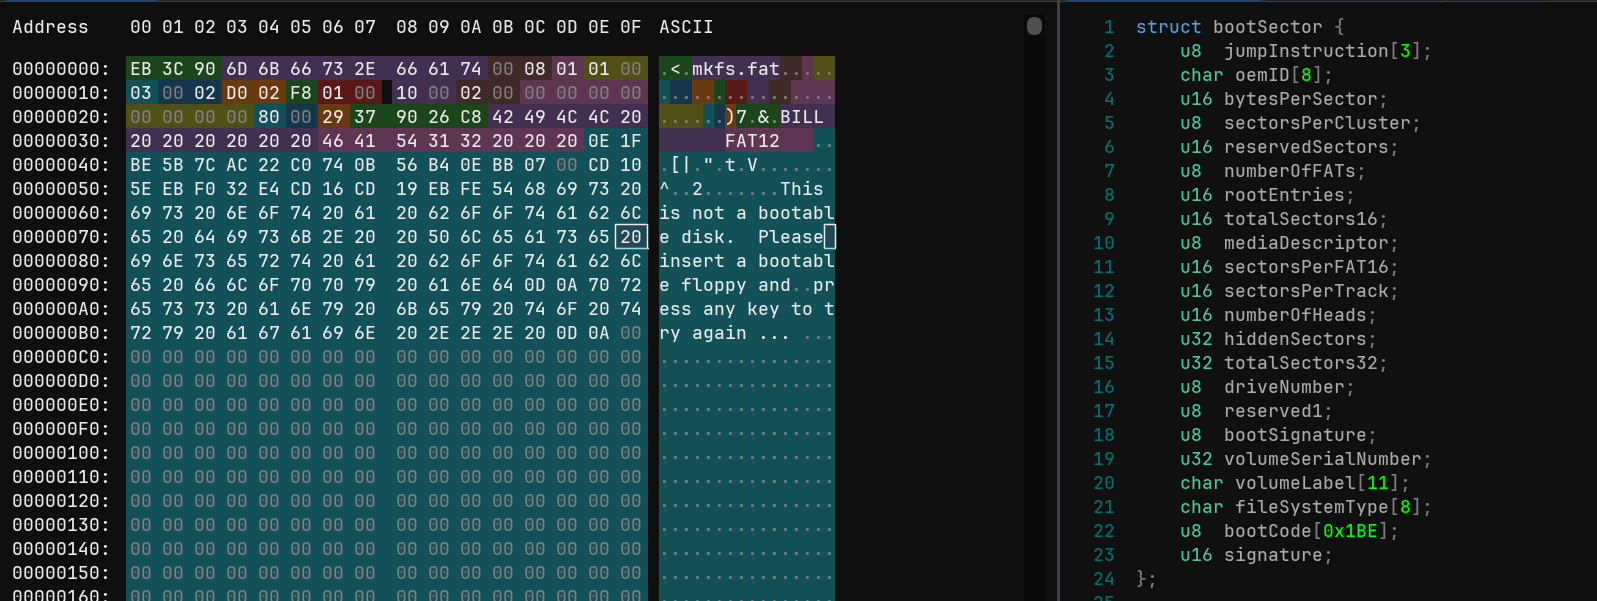 Address 00 01 02 03 04 05 06 07 08 09 0A 0B 0C 0D 0E 0F ASCII
00000000: EB 3C 90 6D 6B 66 73 2E 66 61 74 00 08 01 01 00 .<.mkfs.fat.....
00000010: 03 00 02 D0 02 F8 01 00 10 00 02 00 00 00 00 00 ................
00000020: 00 00 00 00 80 00 29 37 90 26 C8 42 49 4C 4C 20 ......)7.&.BILL
00000030: 20 20 20 20 20 20 46 41 54 31 32 20 20 20 0E 1F FAT12 ..
00000040: BE 5B 7C AC 22 C0 74 0B 56 B4 0E BB 07 00 CD 10 .[|.".t.V.......
00000050: 5E EB F0 32 E4 CD 16 CD 19 EB FE 54 68 69 73 20 ^..2.......This
00000060: 69 73 20 6E 6F 74 20 61 20 62 6F 6F 74 61 62 6C is not a bootabl
00000070: 65 20 64 69 73 6B 2E 20 20 50 6C 65 61 73 65 20 e disk.  Please
00000080: 69 6E 73 65 72 74 20 61 20 62 6F 6F 74 61 62 6C insert a bootabl
00000090: 65 20 66 6C 6F 70 70 79 20 61 6E 64 0D 0A 70 72 e floppy and..pr
000000A0: 65 73 73 20 61 6E 79 20 6B 65 79 20 74 6F 20 74 ess any key to t
000000B0: 72 79 20 61 67 61 69 6E 20 2E 2E 2E 20 0D 0A 00 ry again ... ...
000000C0: 00 00 00 00 00 00 00 00 00 00 00 00 00 00 00 00 ................
000000D0: 00 00 00 00 00 00 00 00 00 00 00 00 00 00 00 00 ................
000000E0: 00 00 00 00 00 00 00 00 00 00 00 00 00 00 00 00 ................
000000F0: 00 00 00 00 00 00 00 00 00 00 00 00 00 00 00 00 ................
00000100: 00 00 00 00 00 00 00 00 00 00 00 00 00 00 00 00 ................
00000110: 00 00 00 00 00 00 00 00 00 00 00 00 00 00 00 00 ................
00000120: 00 00 00 00 00 00 00 00 00 00 00 00 00 00 00 00 ................
00000130: 00 00 00 00 00 00 00 00 00 00 00 00 00 00 00 00 ................
00000140: 00 00 00 00 00 00 00 00 00 00 00 00 00 00 00 00 ................
00000150: 00 00 00 00 00 00 00 00 00 00 00 00 00 00 00 00 ................
00000160: 00 00 00 00 00 00 00 00 00 00 00 00 00 00 00 00
1 struct bootSector {
2 u8 jumpInstruction[3];
3 char oemID[8];
4 u16 bytesPerSector;
5 u8 sectorsPerCluster;
6 u16 reservedSectors;
7 u8 numberOfFATs;
8 u16 rootEntries;
9 u16 totalSectors16;
10 u8 mediaDescriptor;
11 u16 sectorsPerFAT16;
12 u16 sectorsPerTrack;
13 u16 numberOfHeads;
14 u32 hiddenSectors;
15 u32 totalSectors32;
16 u8 driveNumber;
17 u8 reserved1;
18 u8 bootSignature;
19 u32 volumeSerialNumber;
20 char volumeLabel[11];
21 char fileSystemType[8];
22 u8 bootCode[0x1BE];
23 u16 signature;
24 };